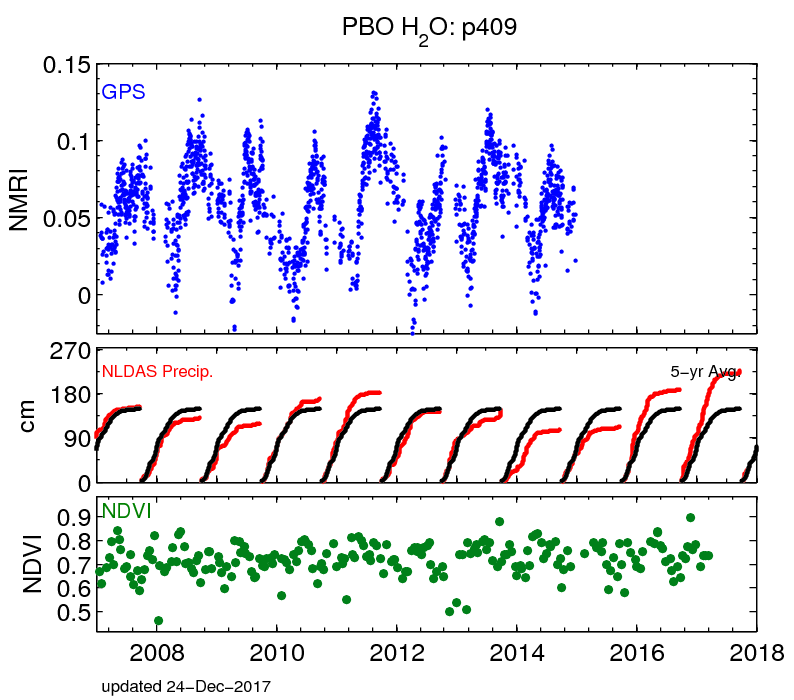 PBO H2O: p409
0.15
GPS
0.1
NMRI
0.05
0
270
NLDAS Precip.
5−yr Avg.
180
cm
90
0
NDVI
0.9
0.8
NDVI
0.7
0.6
0.5
2008 2010 2012 2014 2016 2018
updated 24−Dec−2017